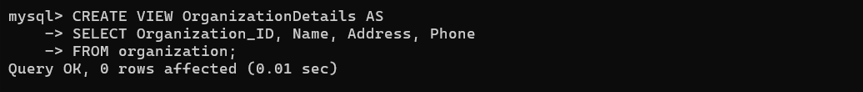 mysql> CREATE VIEW OrganizationDetails AS
    -> SELECT Organization_ID, Name, Address, Phone
    -> FROM organization;
Query OK, 0 rows affected (0.01 sec)